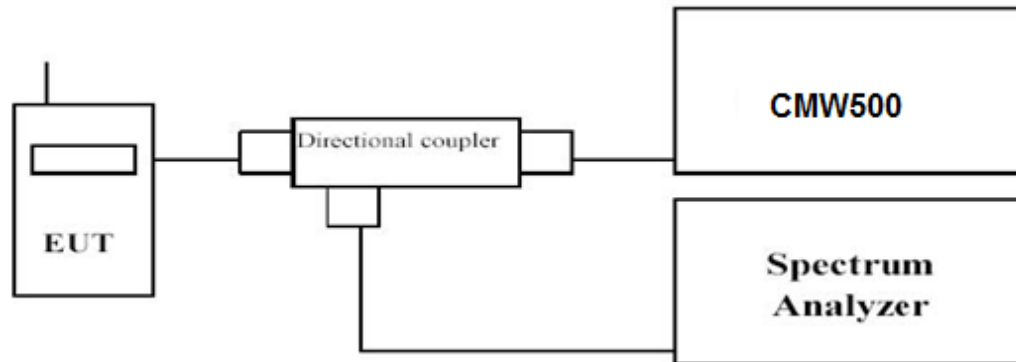 CMW500
Directional coupler
EUT
Spectrum
Analyzer